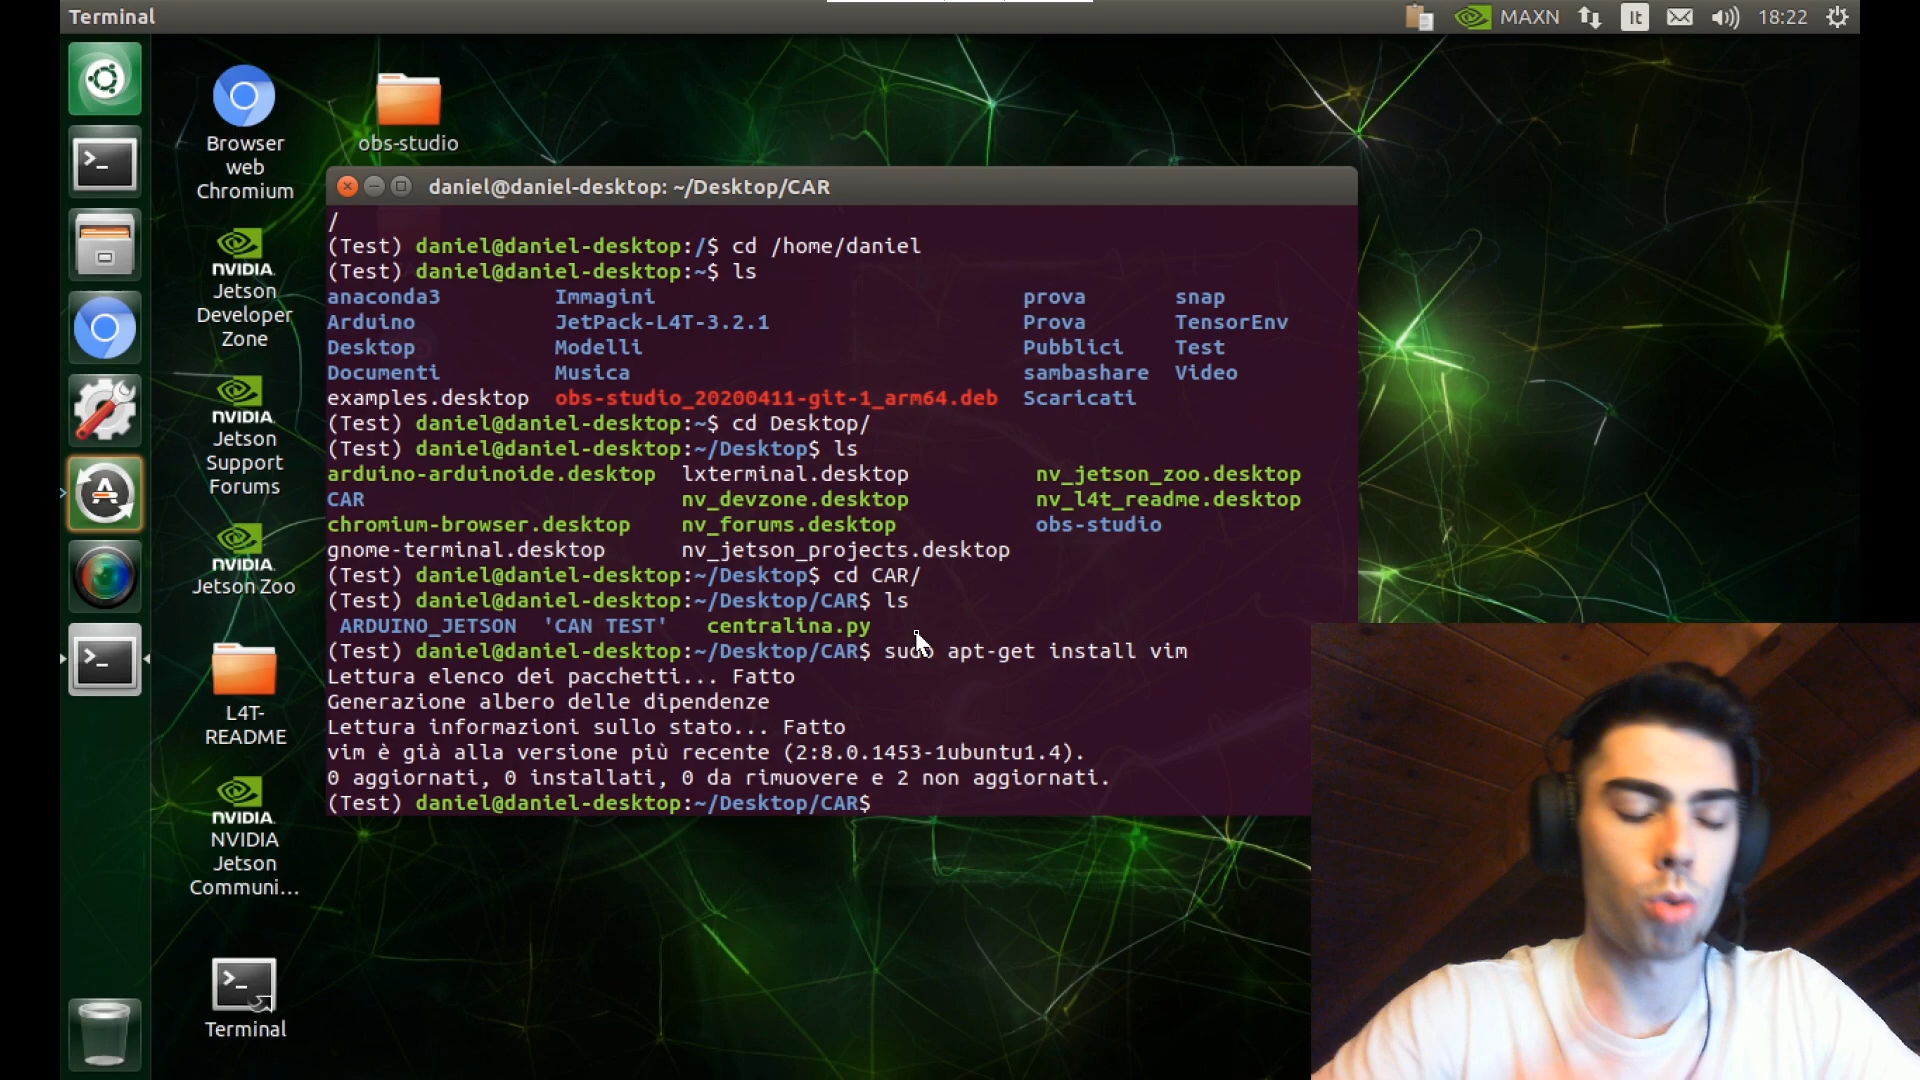 Terminal
MAXN
It
18:22
Browser
web
Chromium
obs-studio
NVIDIA.
Jetson
Developer
Zone
NVIDIA.
Jetson
Support
Forums
NVIDIA.
Jetson Zoo
L4T-
README
NVIDIA.
NVIDIA
Jetson
Communi...
Terminal
daniel@daniel-desktop: ~/Desktop/CAR
/
(Test) daniel@daniel-desktop:/$ cd /home/daniel
(Test) daniel@daniel-desktop:~$ ls
anaconda3 Immagini prova snap
Arduino JetPack-L4T-3.2.1 Prova TensorEnv
Desktop Modelli Pubblici Test
Documenti Musica sambashare Video
examples.desktop obs-studio_20200411-git-1_arm64.deb Scaricati
(Test) daniel@daniel-desktop:~$ cd Desktop/
(Test) daniel@daniel-desktop:~/Desktop$ ls
arduino-arduinoide.desktop lxterminal.desktop nv_jetson_zoo.desktop
CAR nv_devzone.desktop nv_l4t_readme.desktop
chromium-browser.desktop nv_forums.desktop obs-studio
gnome-terminal.desktop nv_jetson_projects.desktop
(Test) daniel@daniel-desktop:~/Desktop$ cd CAR/
(Test) daniel@daniel-desktop:~/Desktop/CAR$ ls
ARDUINO_JETSON 'CAN TEST' centralina.py
(Test) daniel@daniel-desktop:~/Desktop/CAR$ sudo apt-get install vim
Lettura elenco dei pacchetti... Fatto
Generazione albero delle dipendenze
Lettura informazioni sullo stato... Fatto
vim è già alla versione più recente (2:8.0.1453-1ubuntu1.4).
0 aggiornati, 0 installati, 0 da rimuovere e 2 non aggiornati.
(Test) daniel@daniel-desktop:~/Desktop/CAR$